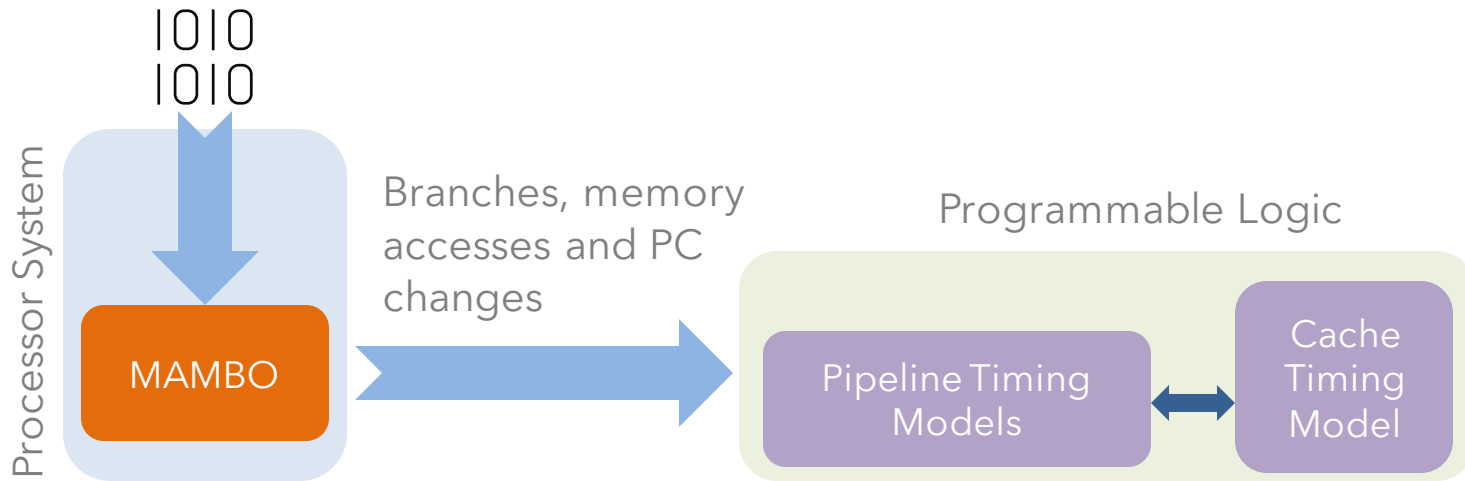 1010
1010
Processor System
MAMBO
Branches, memory
accesses and PC
changes
Programmable Logic
Pipeline Timing
Models
Cache
Timing
Model